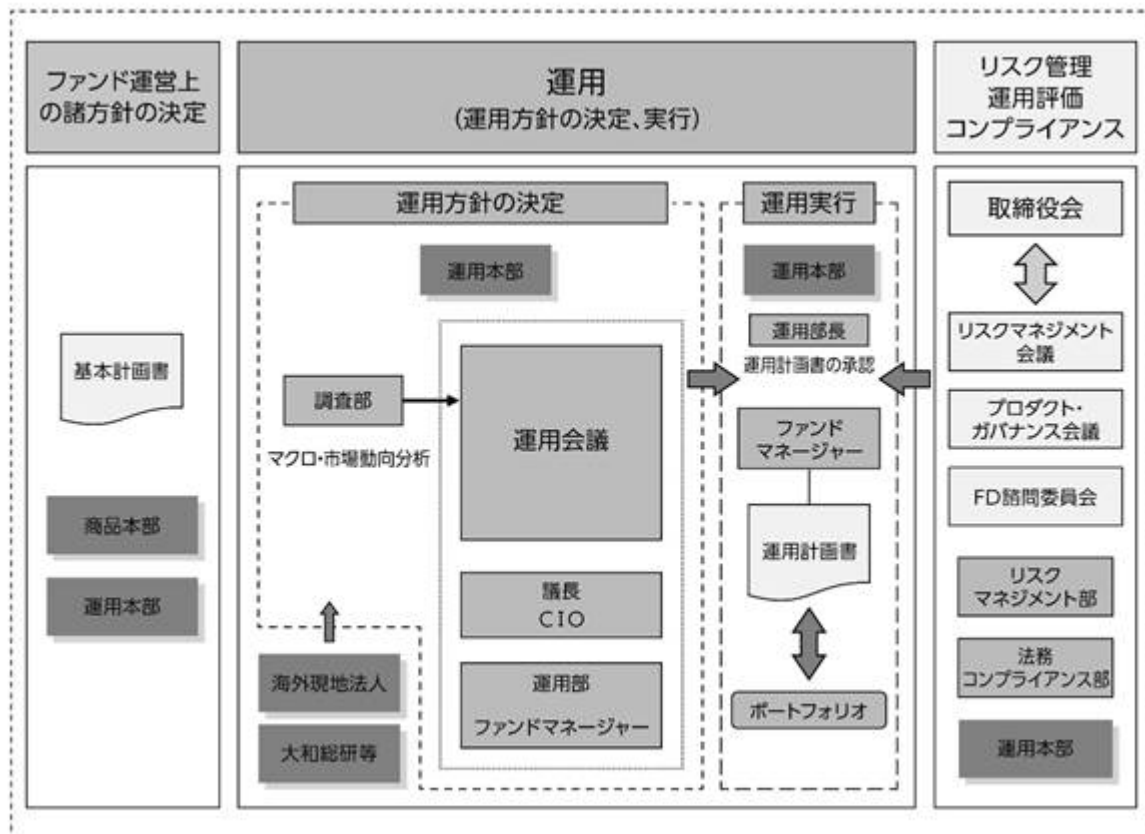 ファンド運営上
の諸方針の決定
運用
(運用方針の決定、実行)
リスク管理
運用評価
コンプライアンス
基本計画書
商品本部
運用本部
運用方針の決定
運用本部
調査部
マクロ・市場動向分析
運用会議
議長
CIO
運用部
ファンドマネージャー
海外現地法人
大和総研等
運用実行
運用本部
運用部長
運用計画書の承認
ファンド
マネージャー
運用計画書
ポートフォリオ
取締役会
リスクマネジメント
会議
プロダクト・
ガバナンス会議
FD諮問委員会
リスク
マネジメント部
法務
コンプライアンス部
運用本部